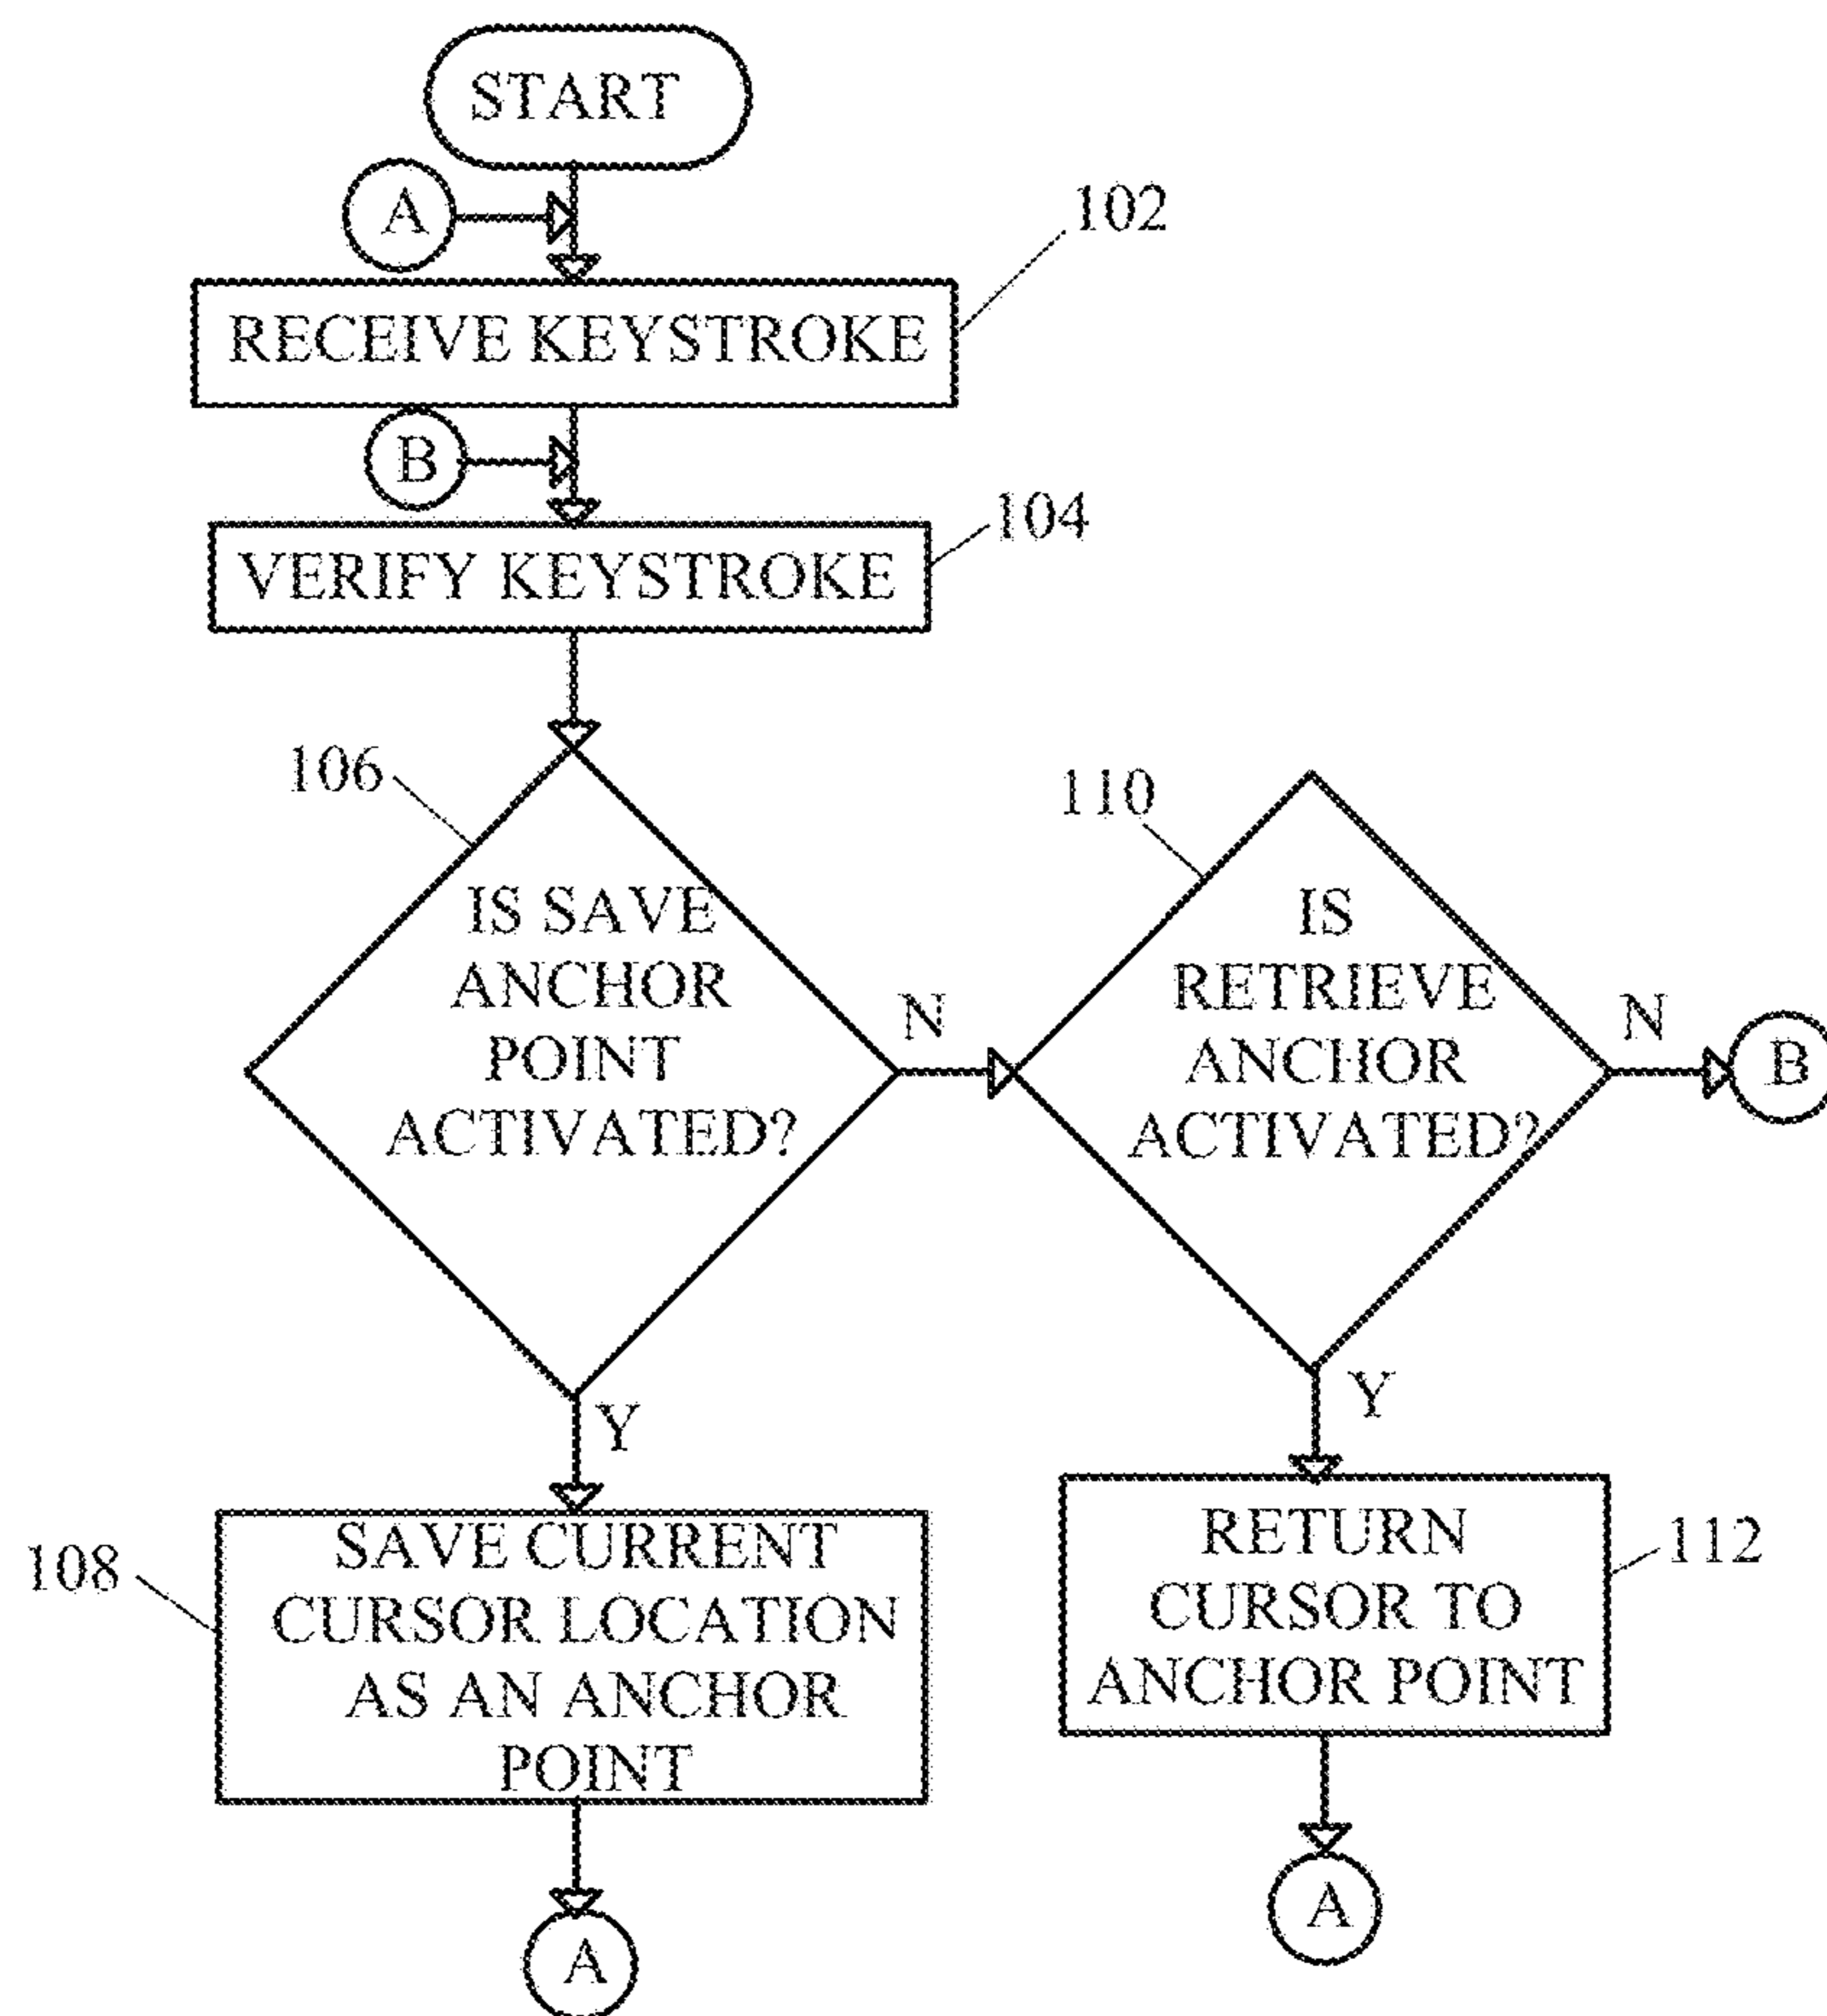 START
A
102
RECEIVE KEYSTROKE
B
104
VERIFY KEYSTROKE
106
IS SAVE
ANCHOR
POINT
ACTIVATED?
N
110
IS
RETRIEVE
ANCHOR
ACTIVATED?
N
B
Y
Y
108
SAVE CURRENT
CURSOR LOCATION
AS AN ANCHOR
POINT
RETURN
CURSOR TO
ANCHOR POINT
112
A
A